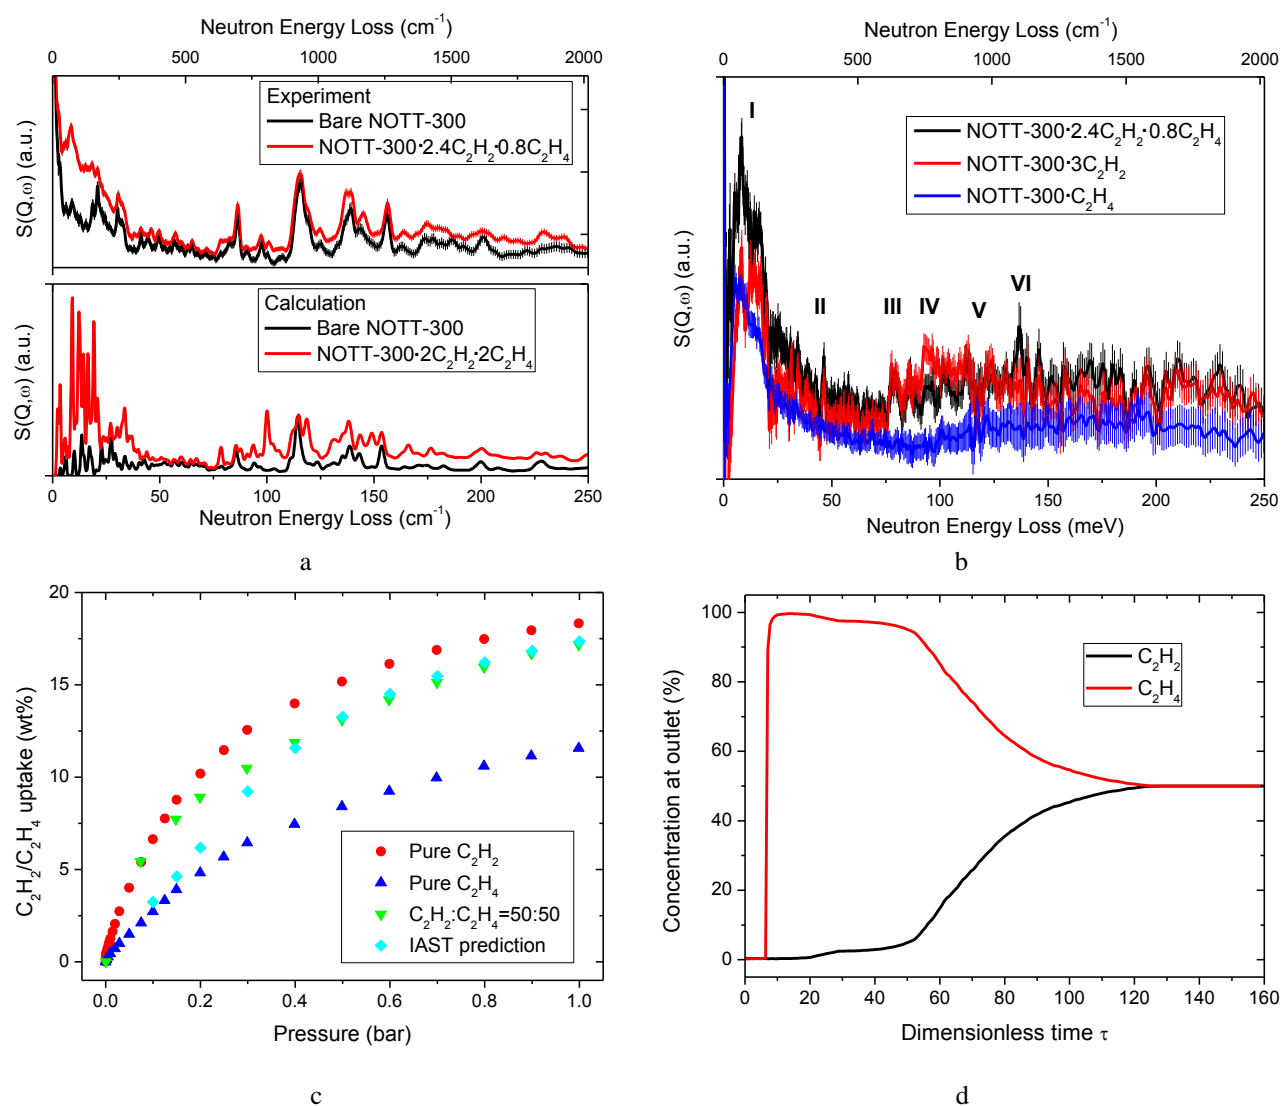 Neutron Energy Loss (cm⁻¹)
0 500 1000 1500 2000
S(Q,ω) (a.u.)
Experiment
Bare NOTT-300
NOTT-300·2.4C₂H₂·0.8C₂H₄
S(Q,ω) (a.u.)
Calculation
Bare NOTT-300
NOTT-300·2C₂H₂·2C₂H₄
0 50 100 150 200 250
Neutron Energy Loss (cm⁻¹)
a
Neutron Energy Loss (cm⁻¹)
0 400 800 1200 1600 2000
S(Q,ω) (a.u.)
NOTT-300·2.4C₂H₂·0.8C₂H₄
NOTT-300·3C₂H₂
NOTT-300·C₂H₄
I
II
III
IV
V
VI
0 50 100 150 200 250
Neutron Energy Loss (meV)
b
C₂H₂/C₂H₄ uptake (wt%)
20
15
10
5
0
Pure C₂H₂
Pure C₂H₄
C₂H₂:C₂H₄=50:50
IAST prediction
0.0 0.2 0.4 0.6 0.8 1.0
Pressure (bar)
c
Concentration at outlet (%)
100
80
60
40
20
0
C₂H₂
C₂H₄
0 20 40 60 80 100 120 140 160
Dimensionless time τ
d